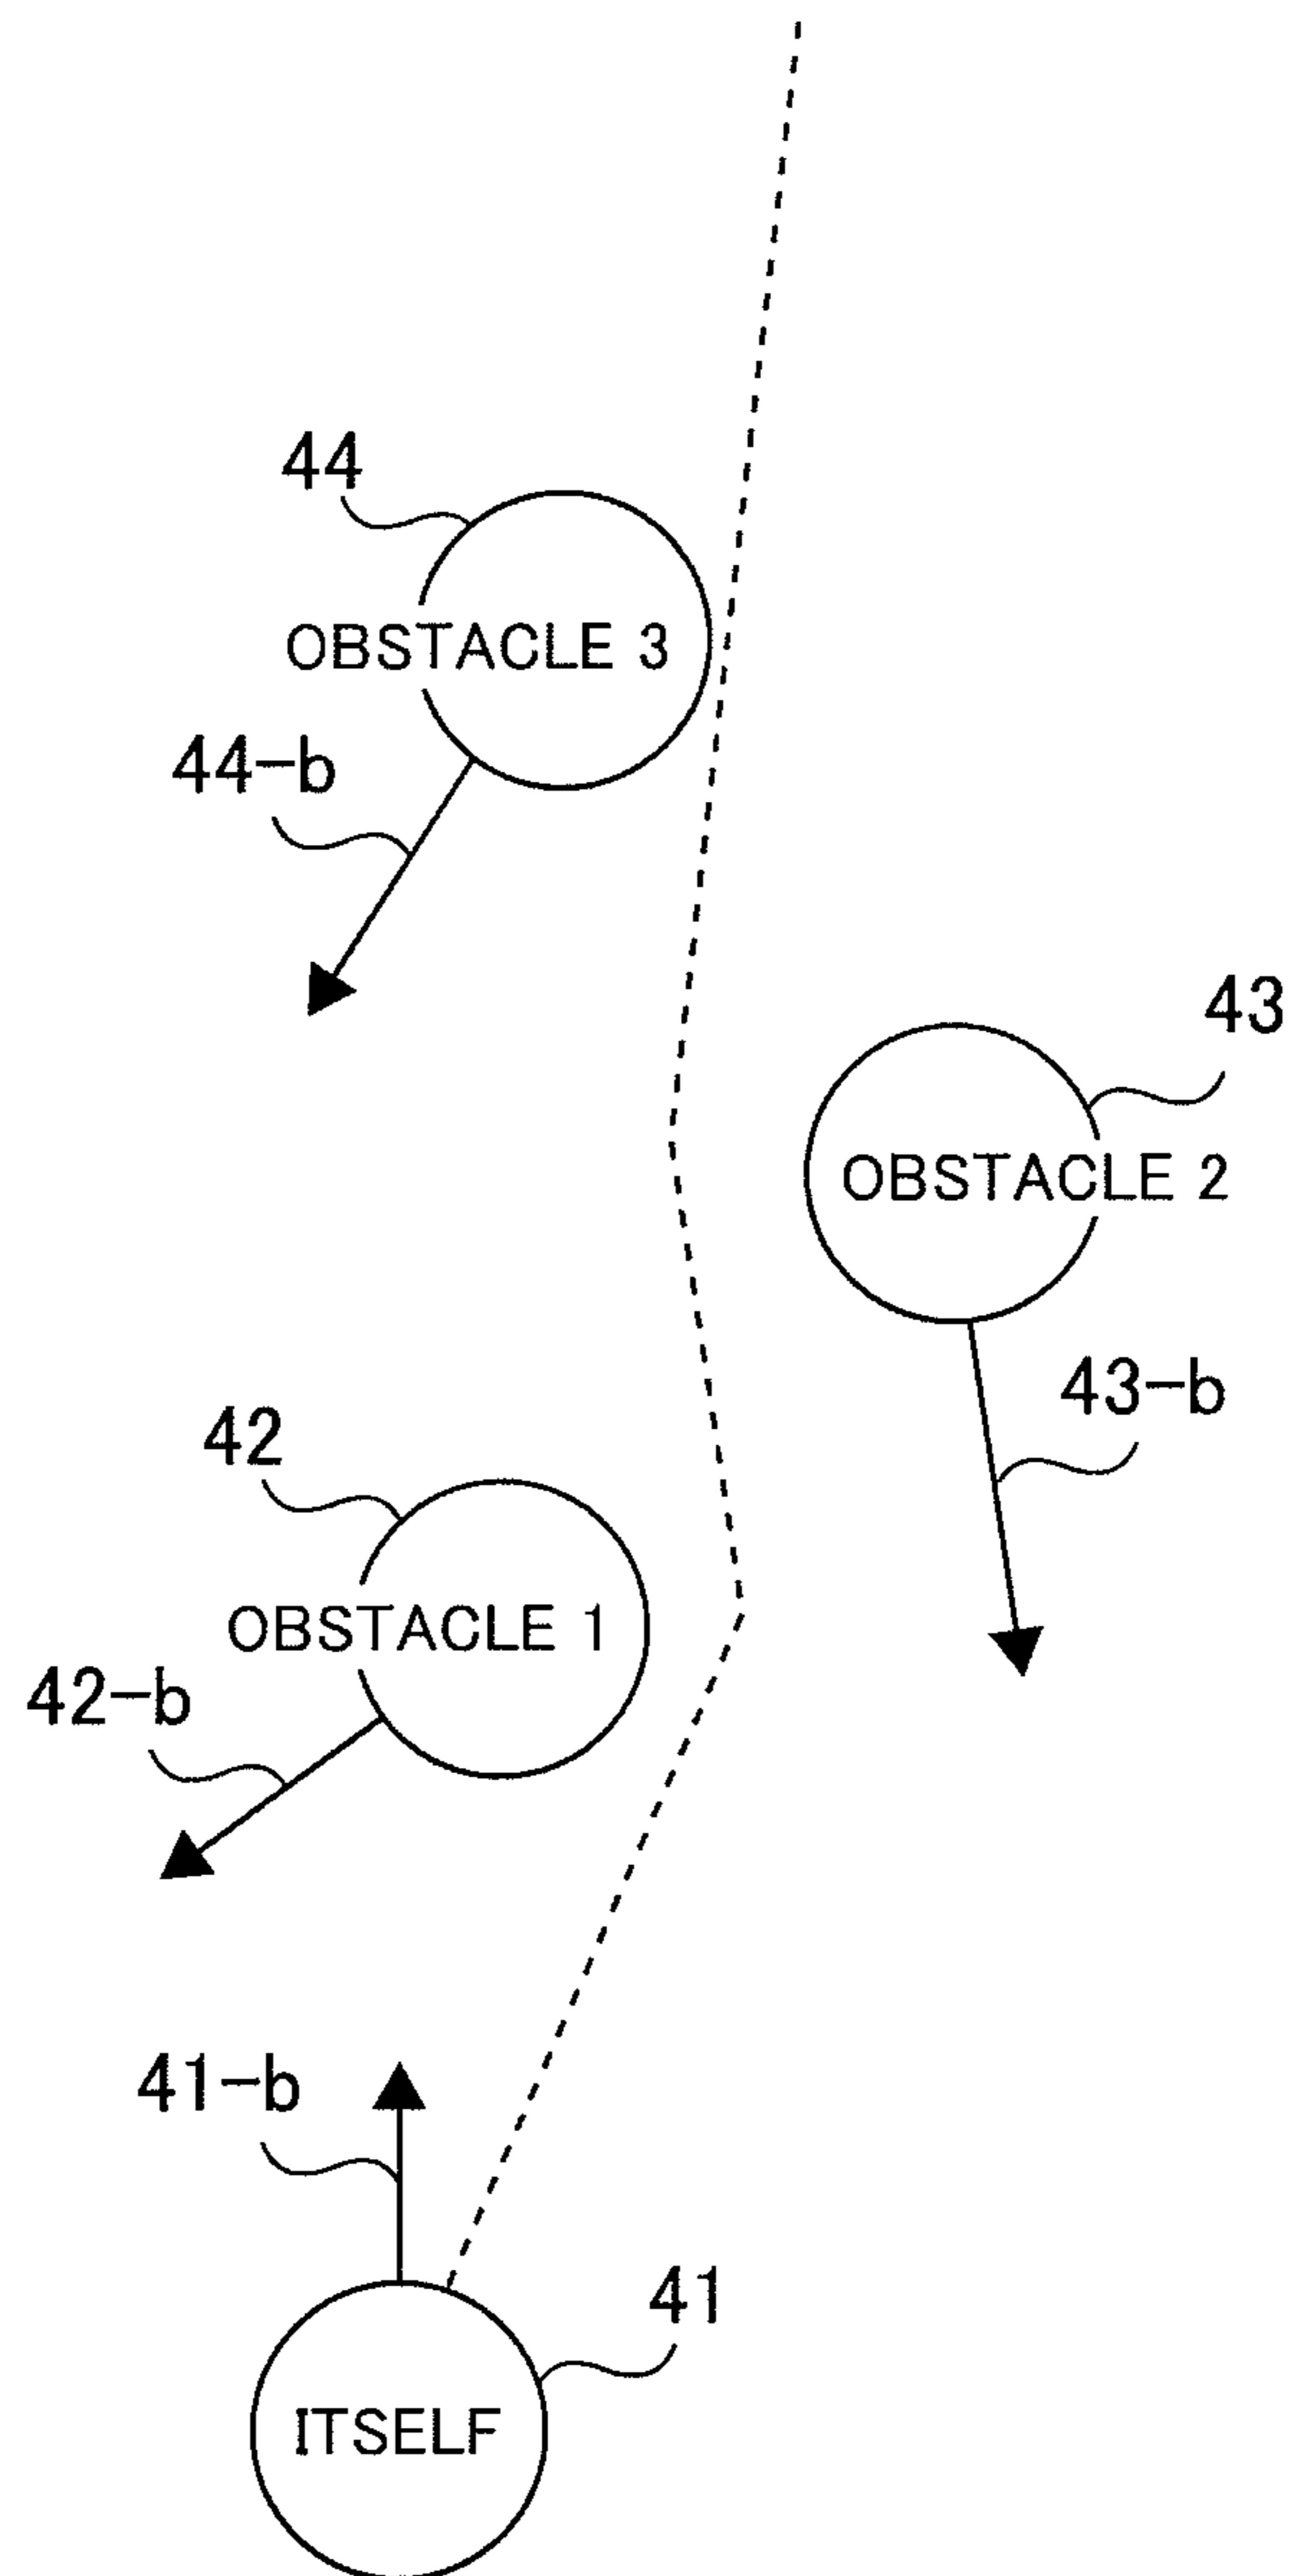 44
OBSTACLE 3
44-b
43
OBSTACLE 2
43-b
42
OBSTACLE 1
42-b
41-b
41
ITSELF